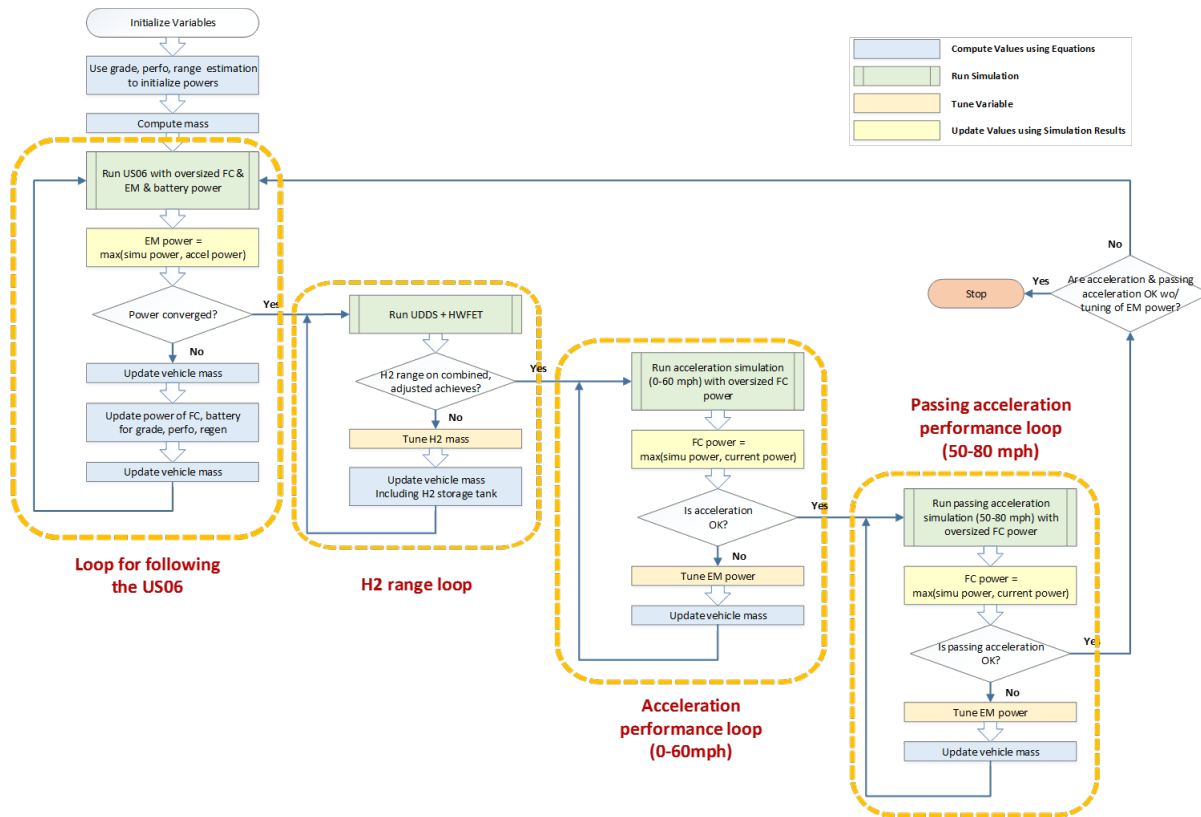 Initialize Variables
Use grade, perfo, range estimation
to initialize powers
Compute mass
Run US06 with oversized FC &
EM & battery power
EM power =
max(simu power, accel power)
Power converged?
Yes
No
Update vehicle mass
Update power of FC, battery
for grade, perfo, regen
Update vehicle mass
Loop for following
the US06
Run UDDS + HWFET
H2 range on combined,
adjusted achieves?
Yes
No
Tune H2 mass
Update vehicle mass
Including H2 storage tank
H2 range loop
Run acceleration simulation
(0-60 mph) with oversized FC
power
FC power =
max(simu power, current power)
Is acceleration
OK?
Yes
No
Tune EM power
Update vehicle mass
Acceleration
performance loop
(0-60mph)
Passing acceleration
performance loop
(50-80 mph)
Run passing acceleration
simulation (50-80 mph) with
oversized FC power
FC power =
max(simu power, current power)
Is passing acceleration
OK?
Yes
No
Tune EM power
Update vehicle mass
Are acceleration & passing
acceleration OK wo/
tuning of EM power?
No
Yes
Stop
Compute Values using Equations
Run Simulation
Tune Variable
Update Values using Simulation Results